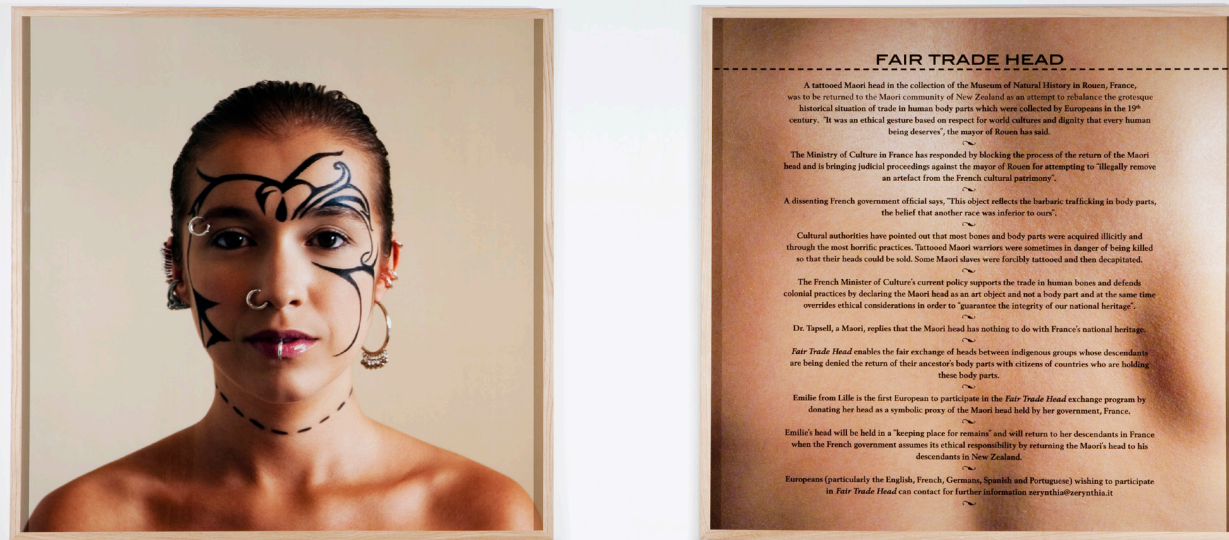 FAIR TRADE HEAD
A tattooed Maori head in the collection of the Museum of Natural History in Rouen, France,
was to be returned to the Maori community of New Zealand as an attempt to rebalance the grotesque
historical situation of trade in human body parts which were collected by Europeans in the 19th
century. "It was an ethical gesture based on respect for world cultures and dignity that every human
being deserves", the mayor of Rouen has said.
The Ministry of Culture in France has responded by blocking the process of the return of the Maori
head and is bringing judicial proceedings against the mayor of Rouen for attempting to "illegally remove
an artefact from the French cultural patrimony".
A dissenting French government official says, "This object reflects the barbaric trafficking in body parts,
the belief that another race was inferior to ours".
Cultural authorities have pointed out that most bones and body parts were acquired illicitly and
through the most horrific practices. Tattooed Maori warriors were sometimes in danger of being killed
so that their heads could be sold. Some Maori slaves were forcibly tattooed and then decapitated.
The French Minister of Culture's current policy supports the trade in human bones and defends
colonial practices by declaring the Maori head as an art object and not a body part and at the same time
overrides ethical considerations in order to "guarantee the integrity of our national heritage".
Dr. Tapsell, a Maori, replies that the Maori head has nothing to do with France's national heritage.
Fair Trade Head enables the fair exchange of heads between indigenous groups whose descendants
are being denied the return of their ancestor's body parts with citizens of countries who are holding
these body parts.
Emilie from Lille is the first European to participate in the Fair Trade Head exchange program by
donating her head as a symbolic proxy of the Maori head held by her government, France.
Emilie's head will be held in a "keeping place for remains" and will return to her descendants in France
when the French government assumes its ethical responsibility by returning the Maori's head to his
descendants in New Zealand.
Europeans (particularly the English, French, Germans, Spanish and Portuguese) wishing to participate
in Fair Trade Head can contact for further information zerynthia@zerynthia.it